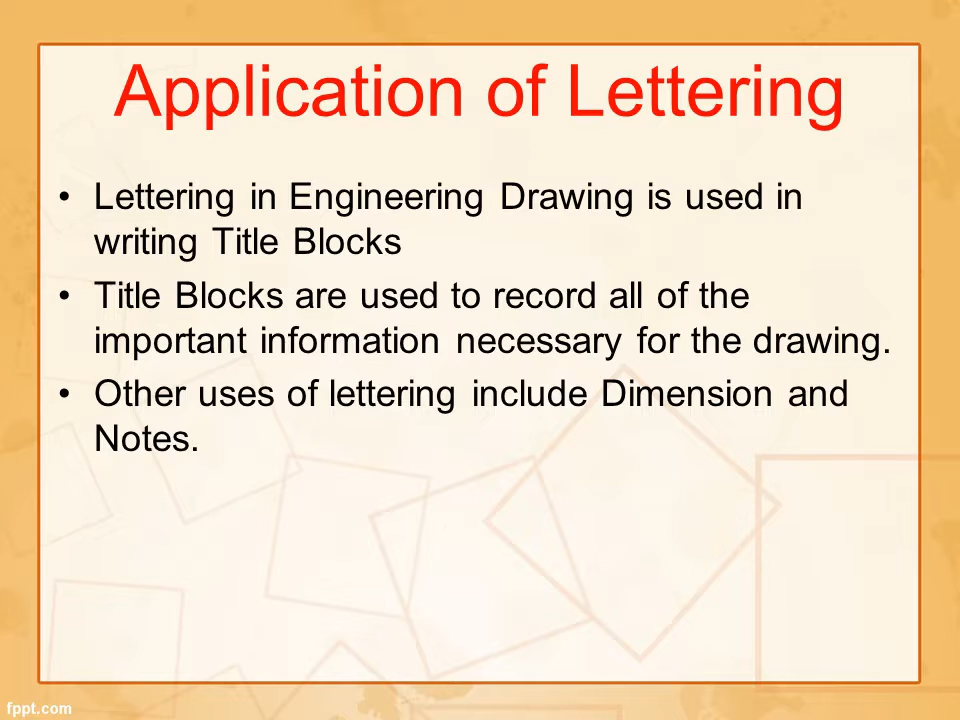 Application of Lettering
• Lettering in Engineering Drawing is used in
writing Title Blocks
• Title Blocks are used to record all of the
important information necessary for the drawing.
• Other uses of lettering include Dimension and
Notes.
fppt.com